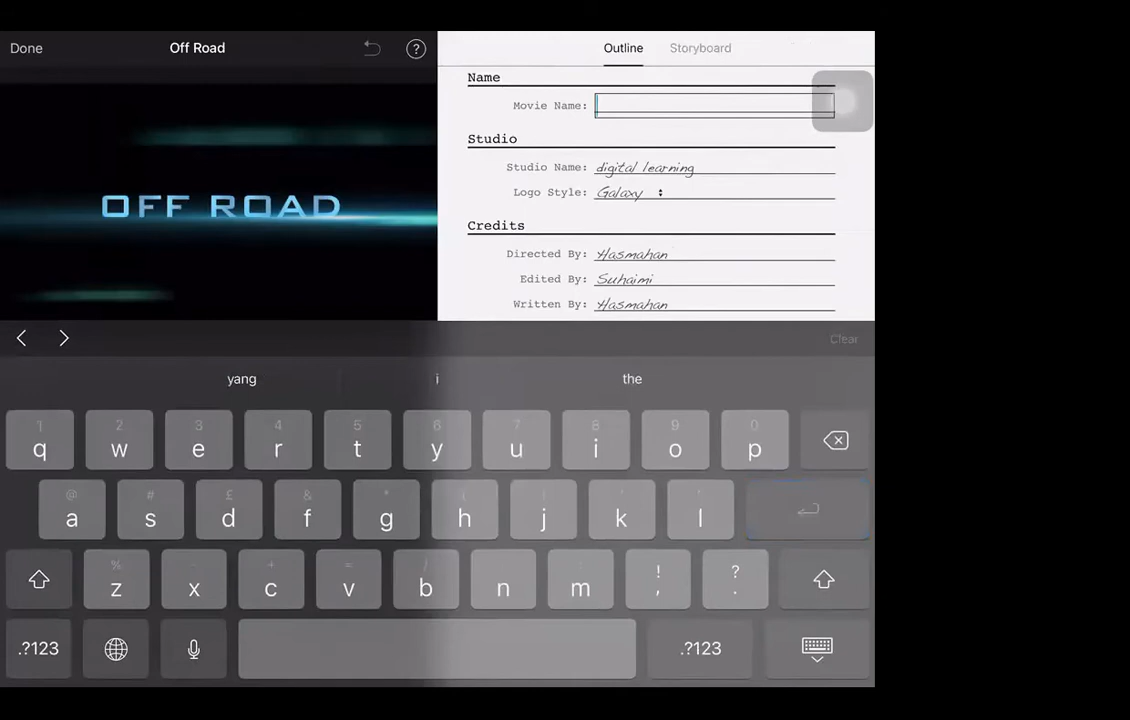 Done
Off Road
?
Outline
Storyboard
Name
Movie Name:
OFF ROAD
Studio
Studio Name: digital learning
Logo Style: Galaxy
Credits
Directed By: Hasmahan
Edited By: Suhaimi
Written By: Hasmahan
Clear
yang i the
1 2 3 4 5 6 7 8 9 0
q w e r t y u i o p
@ # £ & * ( ) ' "
a s d f g h j k l
% - + = / ; : ! ?
z x c v b n m , .
.?123 .?123